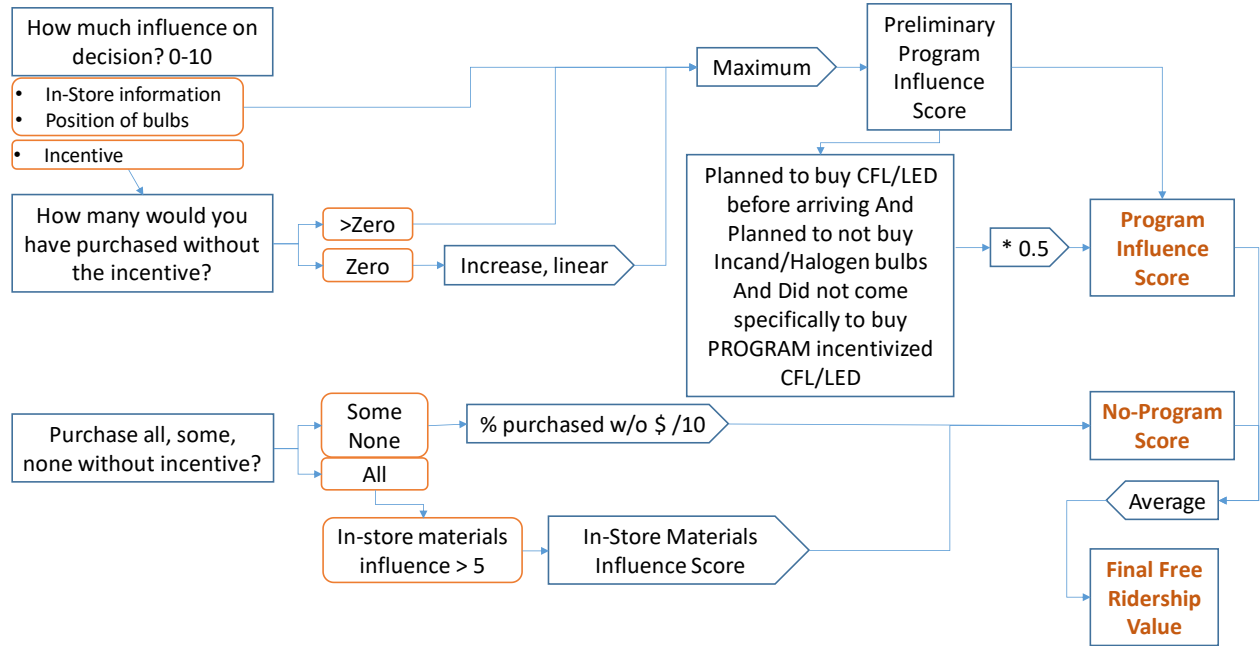 How much influence on
decision? 0-10
• In-Store information
• Position of bulbs
• Incentive
How many would you
have purchased without
the incentive?
>Zero
Zero
Increase, linear
Maximum
Preliminary
Program
Influence
Score
Planned to buy CFL/LED
before arriving And
Planned to not buy
Incand/Halogen bulbs
And Did not come
specifically to buy
PROGRAM incentivized
CFL/LED
* 0.5
Program
Influence
Score
Purchase all, some,
none without incentive?
Some
None
All
% purchased w/o $ /10
In-store materials
influence > 5
In-Store Materials
Influence Score
No-Program
Score
Average
Final Free
Ridership
Value